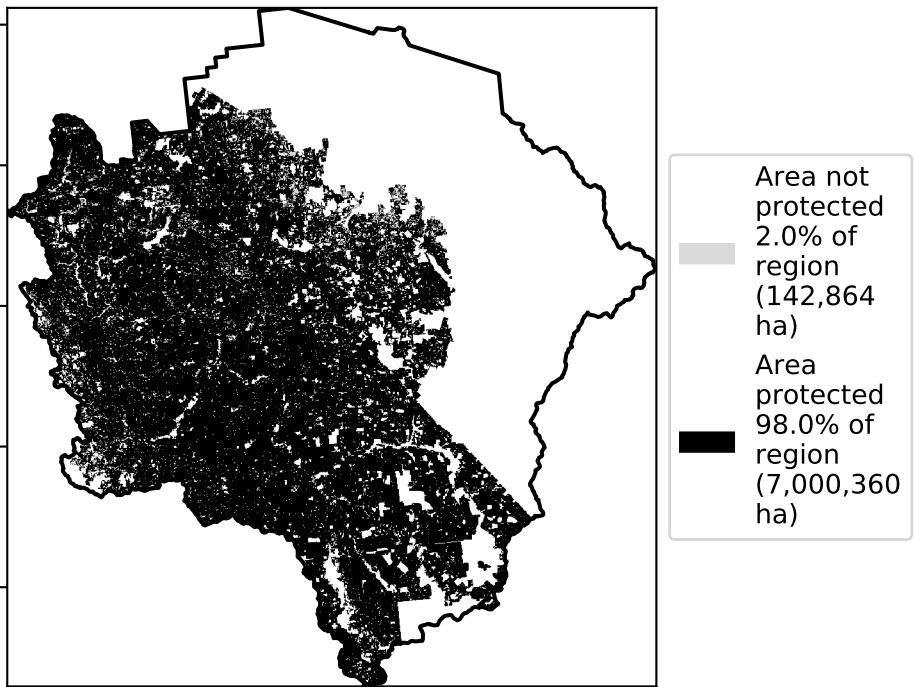 Area not
protected
2.0% of
region
(142,864
ha)
Area
protected
98.0% of
region
(7,000,360
ha)